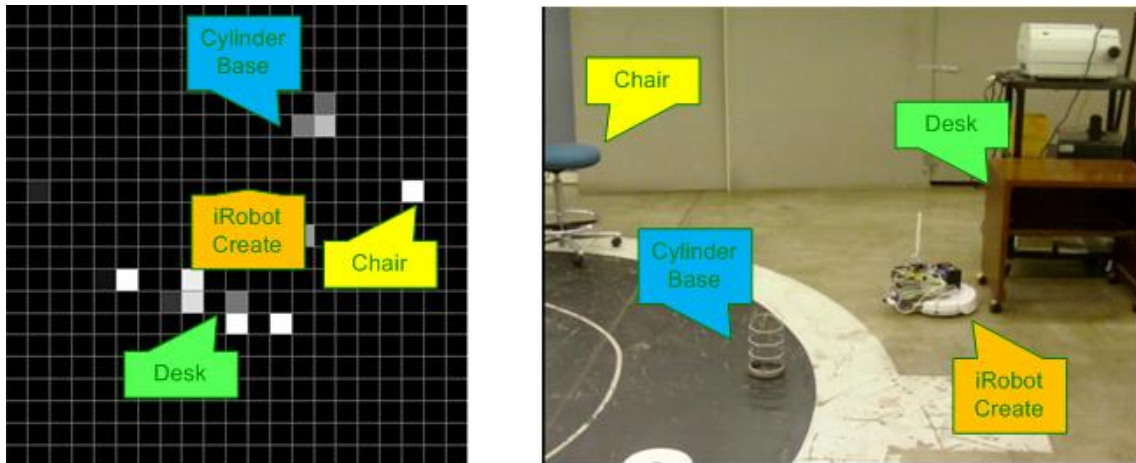 Cylinder
Base
iRobot
Create
Chair
Desk
Chair
Desk
Cylinder
Base
iRobot
Create